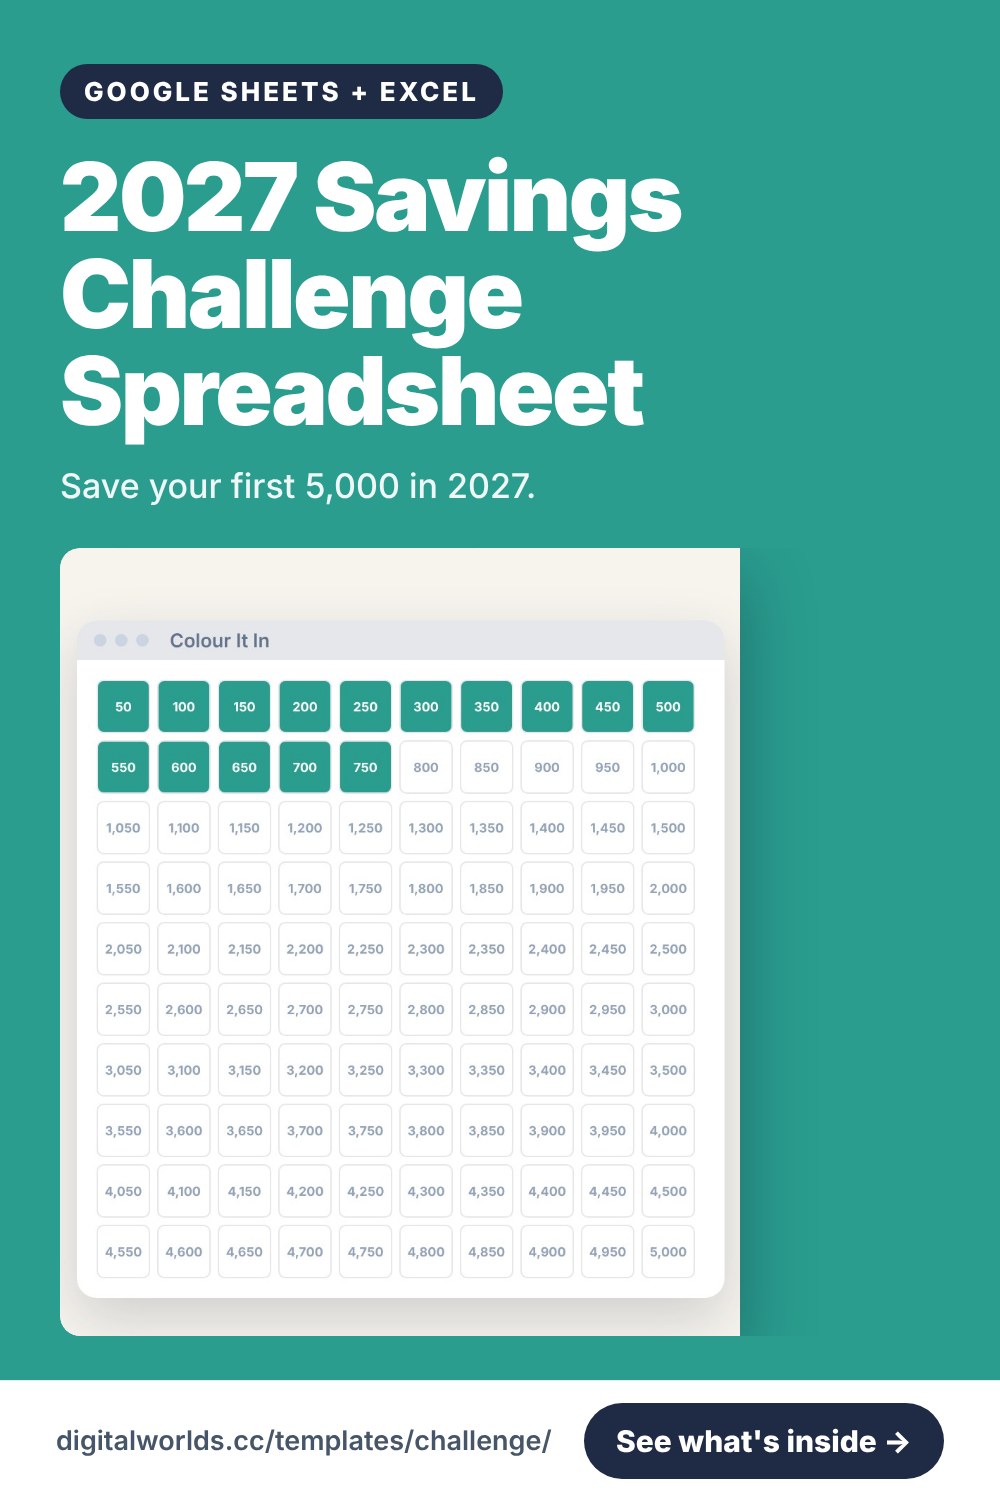 GOOGLE SHEETS + EXCEL
2027 Savings
Challenge
Spreadsheet
Save your first 5,000 in 2027.
Colour It In
50 100 150 200 250 300 350 400 450 500
550 600 650 700 750 800 850 900 950 1,000
1,050 1,100 1,150 1,200 1,250 1,300 1,350 1,400 1,450 1,500
1,550 1,600 1,650 1,700 1,750 1,800 1,850 1,900 1,950 2,000
2,050 2,100 2,150 2,200 2,250 2,300 2,350 2,400 2,450 2,500
2,550 2,600 2,650 2,700 2,750 2,800 2,850 2,900 2,950 3,000
3,050 3,100 3,150 3,200 3,250 3,300 3,350 3,400 3,450 3,500
3,550 3,600 3,650 3,700 3,750 3,800 3,850 3,900 3,950 4,000
4,050 4,100 4,150 4,200 4,250 4,300 4,350 4,400 4,450 4,500
4,550 4,600 4,650 4,700 4,750 4,800 4,850 4,900 4,950 5,000
digitalworlds.cc/templates/challenge/
See what's inside →